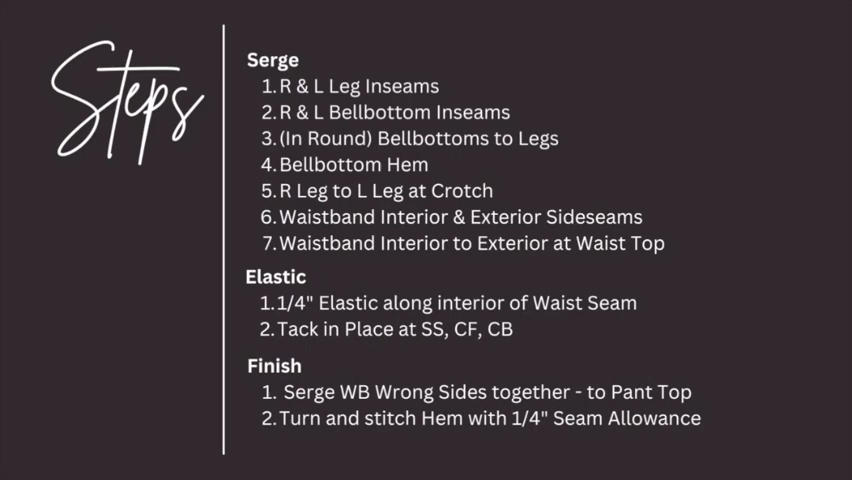 Steps
Serge
1. R & L Leg Inseams
2. R & L Bellbottom Inseams
3. (In Round) Bellbottoms to Legs
4. Bellbottom Hem
5. R Leg to L Leg at Crotch
6. Waistband Interior & Exterior Sideseams
7. Waistband Interior to Exterior at Waist Top
Elastic
1. 1/4" Elastic along interior of Waist Seam
2. Tack in Place at SS, CF, CB
Finish
1. Serge WB Wrong Sides together - to Pant Top
2. Turn and stitch Hem with 1/4" Seam Allowance